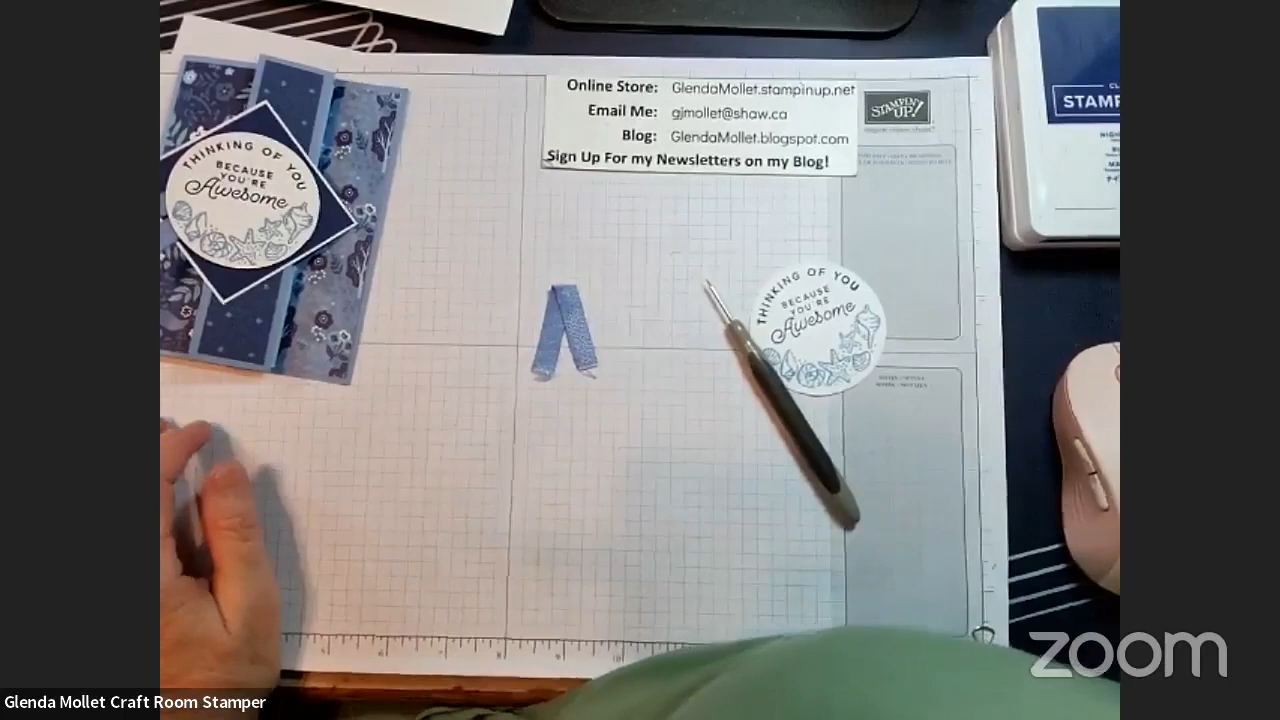 Online Store: GlendaMollet.stampinup.net
Email Me: gjmollet@shaw.ca
Blog: GlendaMollet.blogspot.com
Sign Up For my Newsletters on my Blog!
STAMPIN' UP!
STAMP
THINKING OF YOU
BECAUSE
YOU'RE
Awesome
THINKING OF YOU
BECAUSE
YOU'RE
Awesome
zoom
Glenda Mollet Craft Room Stamper